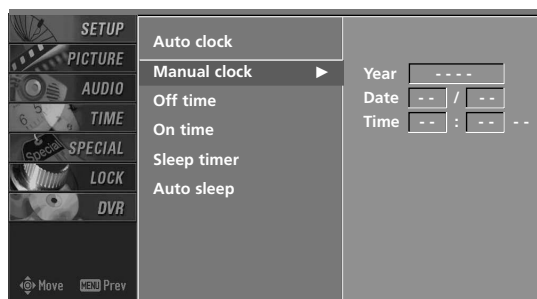 SETUP
PICTURE
AUDIO
TIME
SPECIAL
LOCK
DVR
Move MENU Prev
Auto clock
Manual clock ▶
Off time
On time
Sleep timer
Auto sleep
Year - - - -
Date - - / - -
Time - - : - - - -